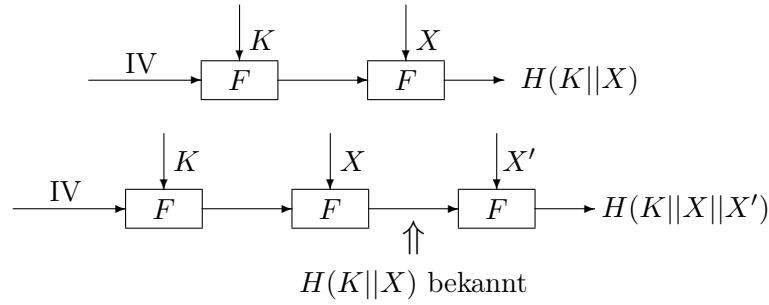 K X
IV F F H(K||X)
K X X′
IV F F F H(K||X||X′)
⇑
H(K||X) bekannt